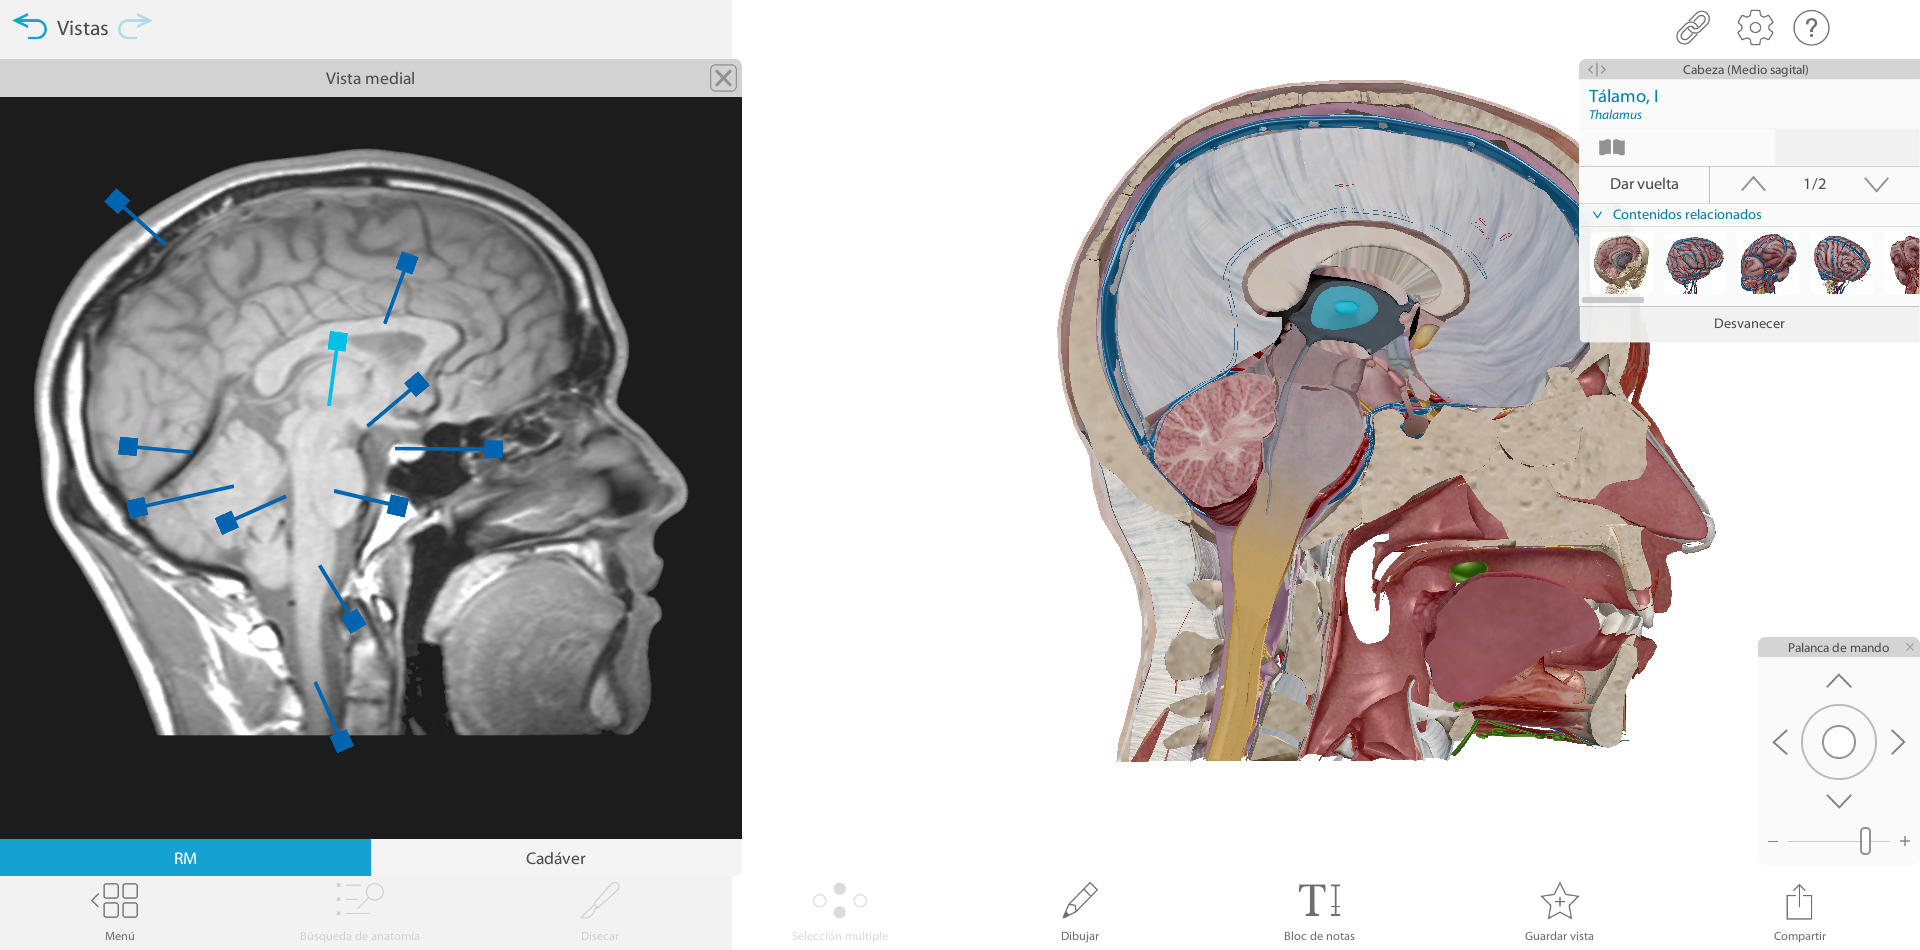 Vistas
Vista medial
?
Cabeza (Medio sagital)
Tálamo, I
Thalamus
Dar vuelta
1/2
Contenidos relacionados
Desvanecer
Palanca de mando
RM
Cadáver
Menú
Búsqueda de anatomía
Disecar
Selección múltiple
Dibujar
Bloc de notas
Guardar vista
Compartir